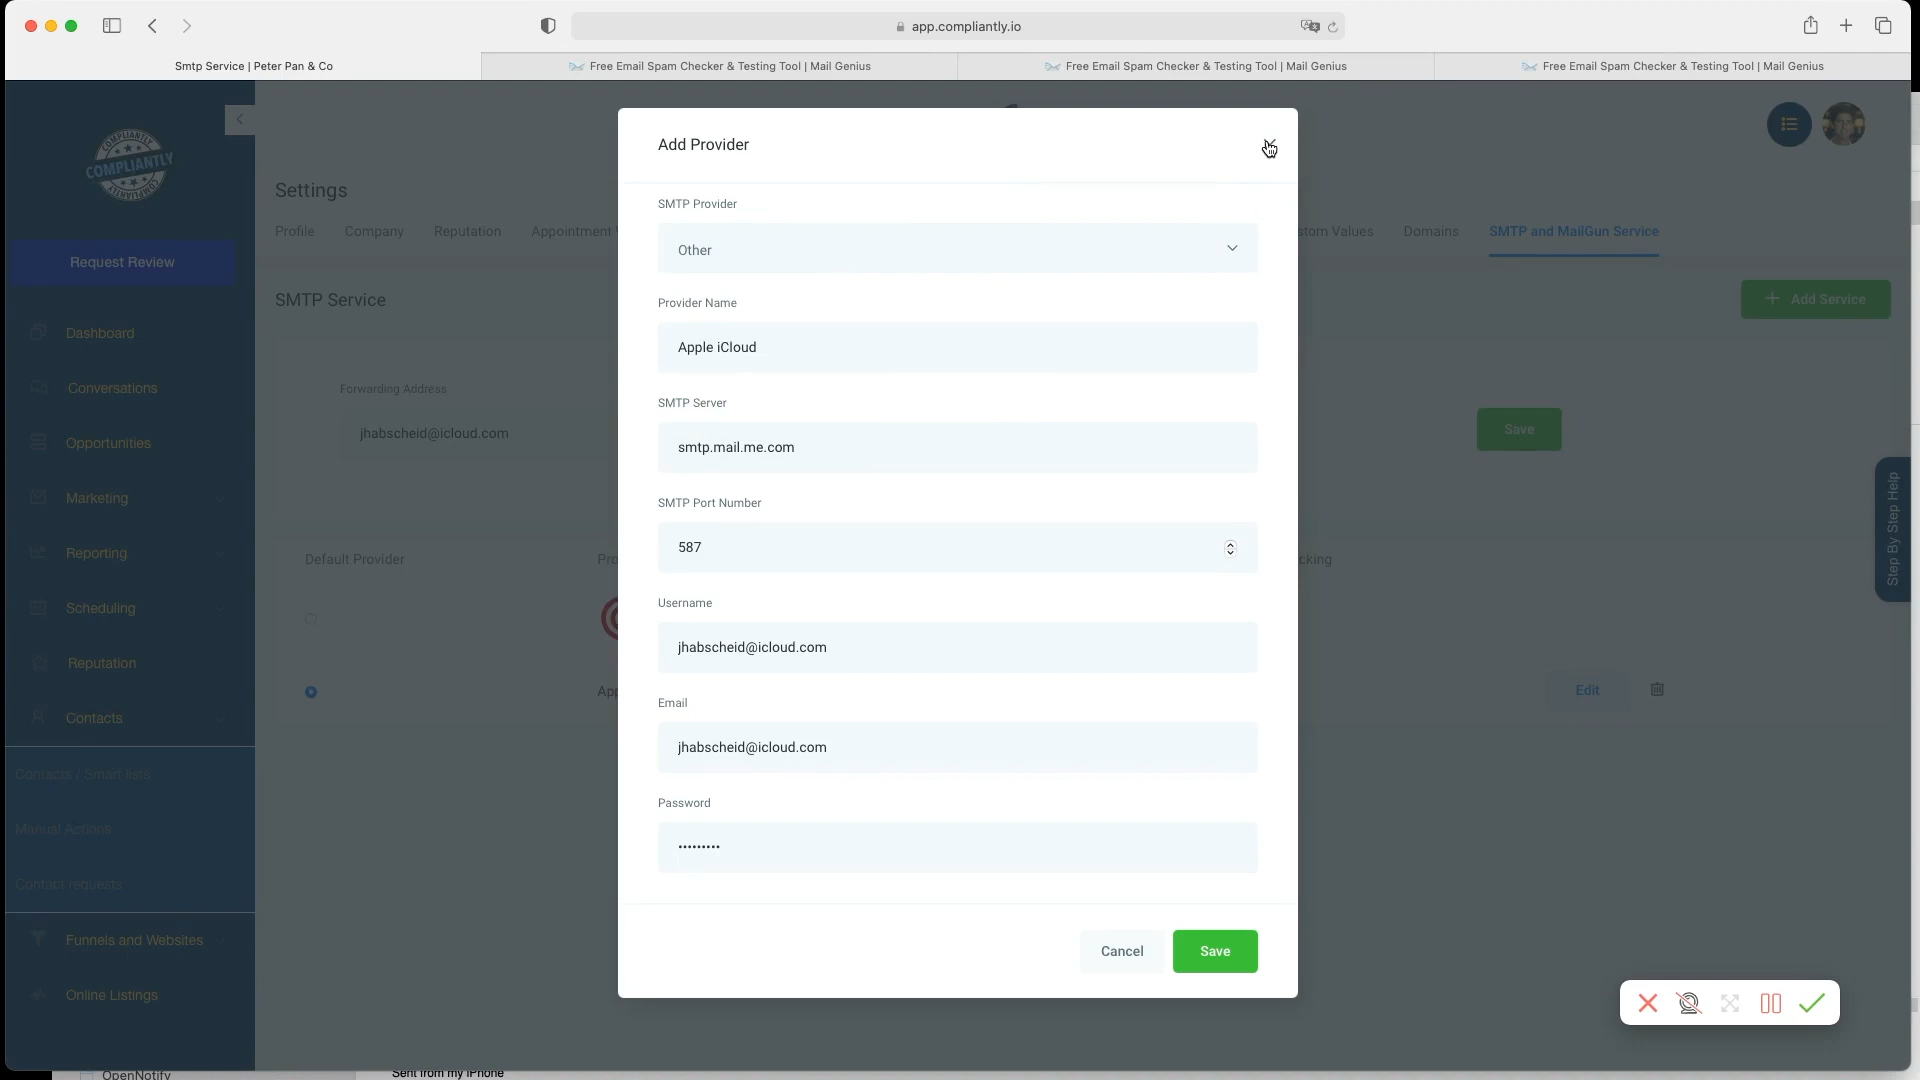 app.compliantly.io
Smtp Service | Peter Pan & Co
Free Email Spam Checker & Testing Tool | Mail Genius
Free Email Spam Checker & Testing Tool | Mail Genius
Free Email Spam Checker & Testing Tool | Mail Genius
COMPLIANTLY
COMPLIANTLY
COMPLIANTLY
Request Review
Dashboard
Conversations
Opportunities
Marketing
Reporting
Scheduling
Reputation
Contacts
Contacts / Smart lists
Manual Actions
Contact requests
Funnels and Websites
Online Listings
Settings
Profile
Company
Reputation
Appointment
stom Values
Domains
SMTP and MailGun Service
SMTP Service
Add Service
Forwarding Address
jhabscheid@icloud.com
Save
Default Provider
Pro
cking
App
Edit
Step By Step Help
Add Provider
SMTP Provider
Other
Provider Name
Apple iCloud
SMTP Server
smtp.mail.me.com
SMTP Port Number
587
Username
jhabscheid@icloud.com
Email
jhabscheid@icloud.com
Password
•••••••••
Cancel
Save
OpenNotify
Sent from my iPhone